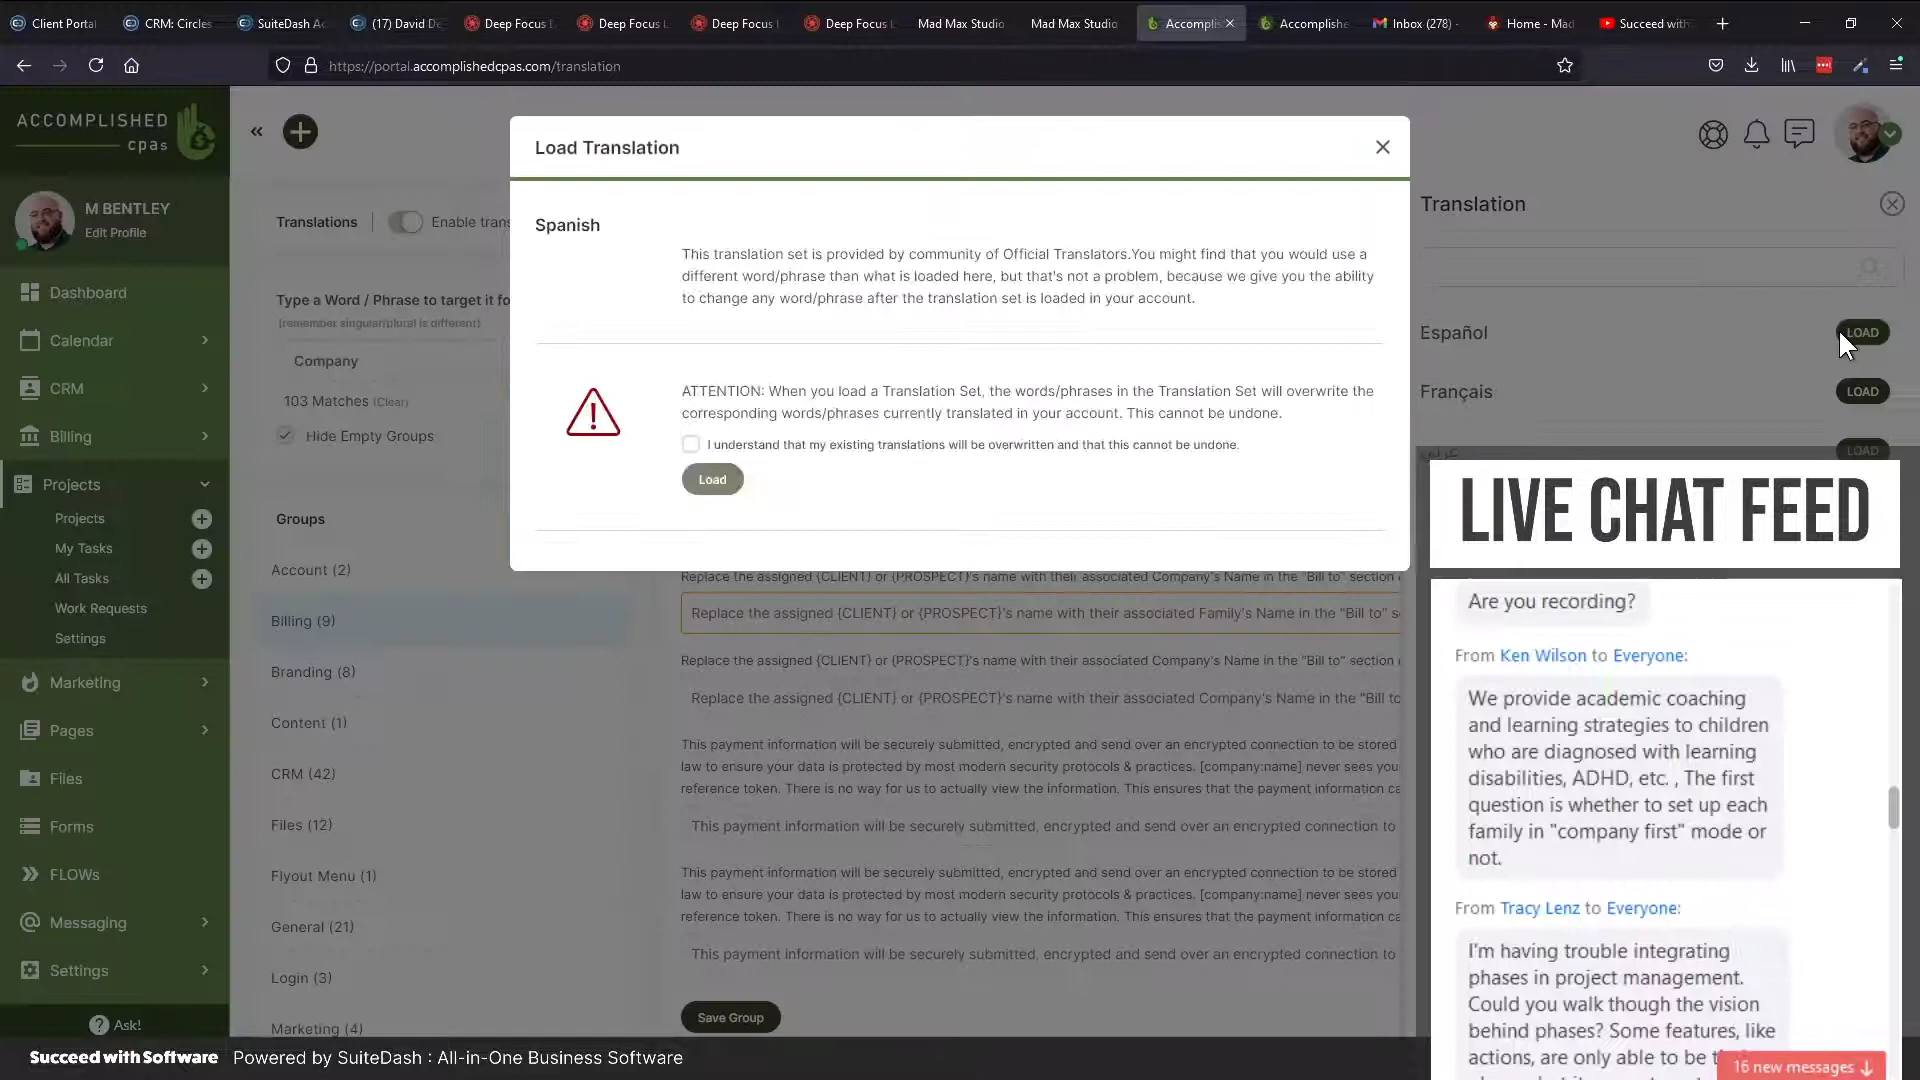 Client Portal
CRM: Circles
SuiteDash Ac
(17) David De
Deep Focus
Deep Focus
Deep Focus
Deep Focus
Mad Max Studio
Mad Max Studio
Accomplis
Accomplishe
Inbox (278) -
Home - Mad
Succeed with
https://portal.accomplishedcpas.com/translation
ACCOMPLISHED
cpas
M BENTLEY
Edit Profile
Dashboard
Calendar
CRM
Billing
Projects
Projects
My Tasks
All Tasks
Work Requests
Settings
Marketing
Pages
Files
Forms
FLOWs
Messaging
Settings
Ask!
Translations
Enable trans
Type a Word / Phrase to target it fo
(remember singular/plural is different)
Company
103 Matches (Clear)
Hide Empty Groups
Groups
Account (2)
Billing (9)
Branding (8)
Content (1)
CRM (42)
Files (12)
Flyout Menu (1)
General (21)
Login (3)
Marketing (4)
Load Translation
Spanish
This translation set is provided by community of Official Translators.You might find that you would use a
different word/phrase than what is loaded here, but that's not a problem, because we give you the ability
to change any word/phrase after the translation set is loaded in your account.
ATTENTION: When you load a Translation Set, the words/phrases in the Translation Set will overwrite the
corresponding words/phrases currently translated in your account. This cannot be undone.
I understand that my existing translations will be overwritten and that this cannot be undone.
Load
Replace the assigned {CLIENT} or {PROSPECT}'s name with their associated Company's Name in the "Bill to" section
Replace the assigned {CLIENT} or {PROSPECT}'s name with their associated Family's Name in the "Bill to" s
Replace the assigned {CLIENT} or {PROSPECT}'s name with their associated Company's Name in the "Bill to" section
Replace the assigned {CLIENT} or {PROSPECT}'s name with their associated Company's Name in the "Bill to
This payment information will be securely submitted, encrypted and send over an encrypted connection to be stored
law to ensure your data is protected by most modern security protocols & practices. [company:name] never sees you
reference token. There is no way for us to actually view the information. This ensures that the payment information ca
This payment information will be securely submitted, encrypted and send over an encrypted connection to
This payment information will be securely submitted, encrypted and send over an encrypted connection to be stored
law to ensure your data is protected by most modern security protocols & practices. [company:name] never sees you
reference token. There is no way for us to actually view the information. This ensures that the payment information ca
This payment information will be securely submitted, encrypted and send over an encrypted connection to
Save Group
Translation
Español
LOAD
Français
LOAD
عربي
LOAD
LIVE CHAT FEED
Are you recording?
From Ken Wilson to Everyone:
We provide academic coaching
and learning strategies to children
who are diagnosed with learning
disabilities, ADHD, etc. , The first
question is whether to set up each
family in "company first" mode or
not.
From Tracy Lenz to Everyone:
I'm having trouble integrating
phases in project management.
Could you walk though the vision
behind phases? Some features, like
actions, are only able to be
16 new messages
Succeed with Software Powered by SuiteDash : All-in-One Business Software